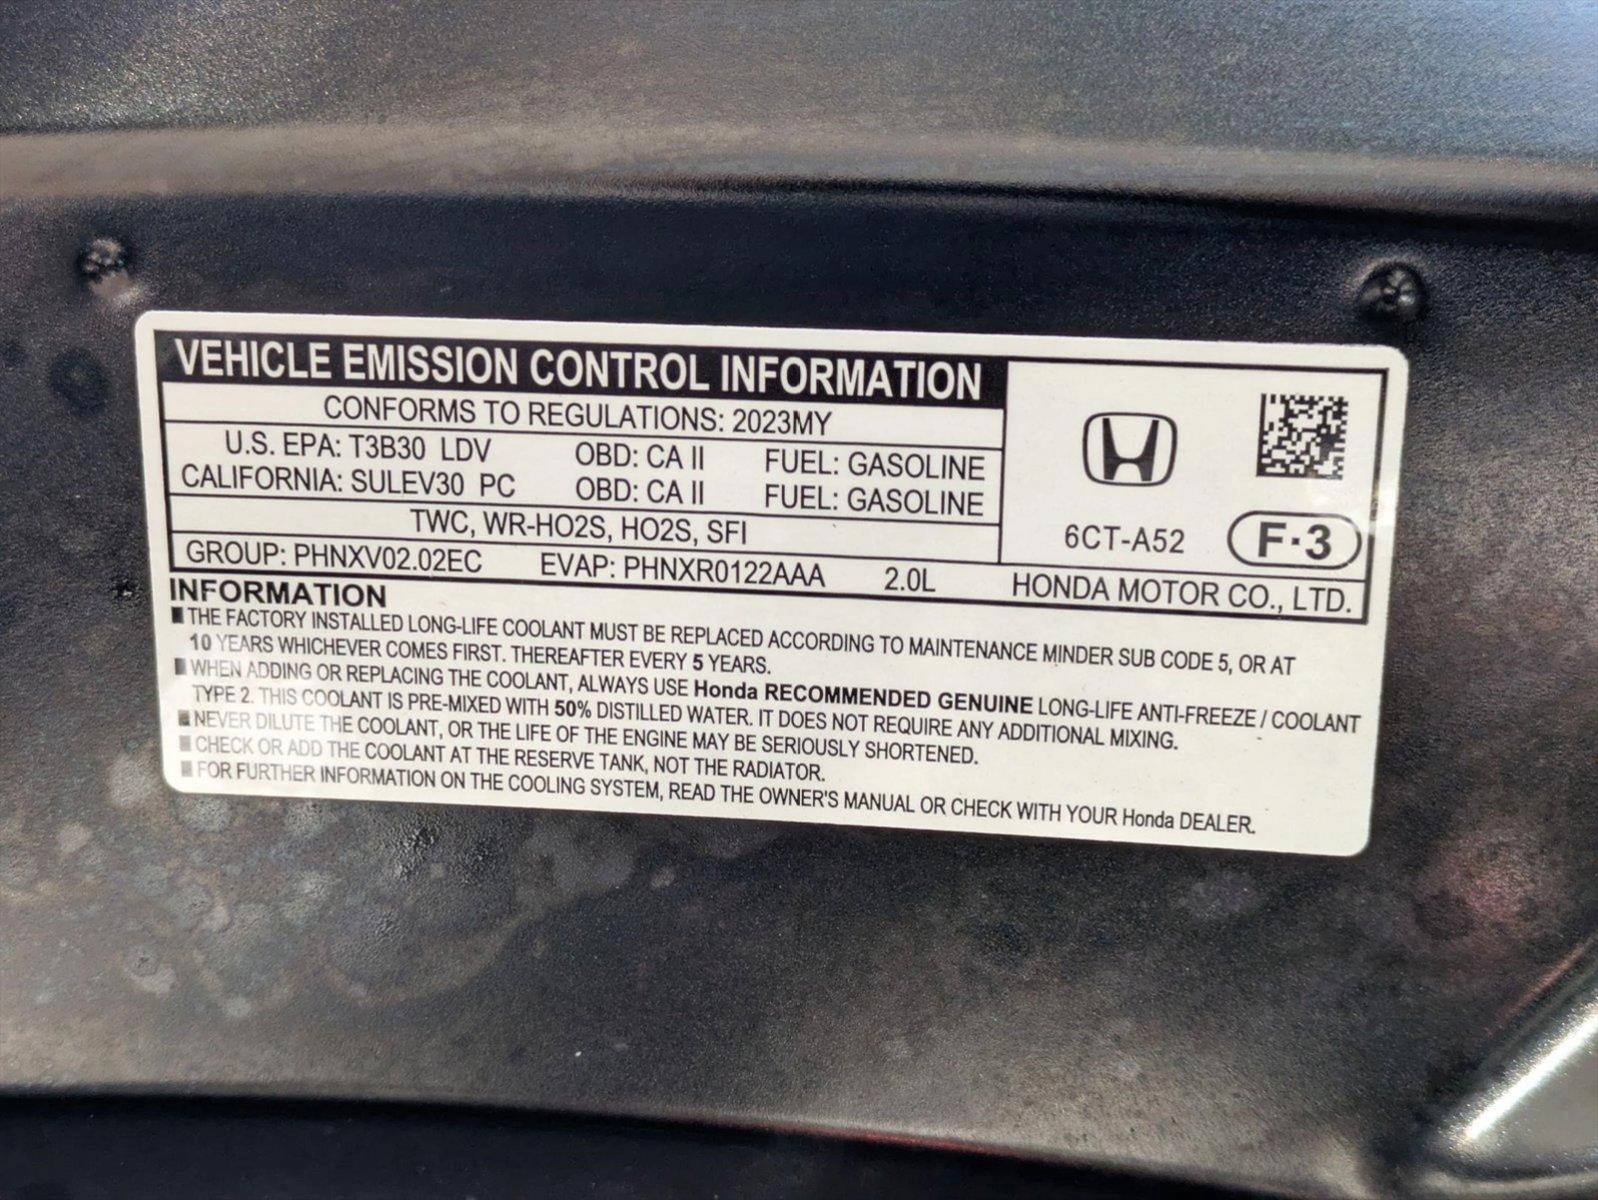 VEHICLE EMISSION CONTROL INFORMATION
CONFORMS TO REGULATIONS: 2023MY
U.S. EPA: T3B30 LDV OBD: CA II FUEL: GASOLINE
CALIFORNIA: SULEV30 PC OBD: CA II FUEL: GASOLINE
TWC, WR-HO2S, HO2S, SFI
6CT-A52 F·3
GROUP: PHNXV02.02EC EVAP: PHNXR0122AAA 2.0L HONDA MOTOR CO., LTD.
INFORMATION
■ THE FACTORY INSTALLED LONG-LIFE COOLANT MUST BE REPLACED ACCORDING TO MAINTENANCE MINDER SUB CODE 5, OR AT
10 YEARS WHICHEVER COMES FIRST. THEREAFTER EVERY 5 YEARS.
■ WHEN ADDING OR REPLACING THE COOLANT, ALWAYS USE Honda RECOMMENDED GENUINE LONG-LIFE ANTI-FREEZE / COOLANT
TYPE 2. THIS COOLANT IS PRE-MIXED WITH 50% DISTILLED WATER. IT DOES NOT REQUIRE ANY ADDITIONAL MIXING.
■ NEVER DILUTE THE COOLANT, OR THE LIFE OF THE ENGINE MAY BE SERIOUSLY SHORTENED.
■ CHECK OR ADD THE COOLANT AT THE RESERVE TANK, NOT THE RADIATOR.
■ FOR FURTHER INFORMATION ON THE COOLING SYSTEM, READ THE OWNER'S MANUAL OR CHECK WITH YOUR Honda DEALER.